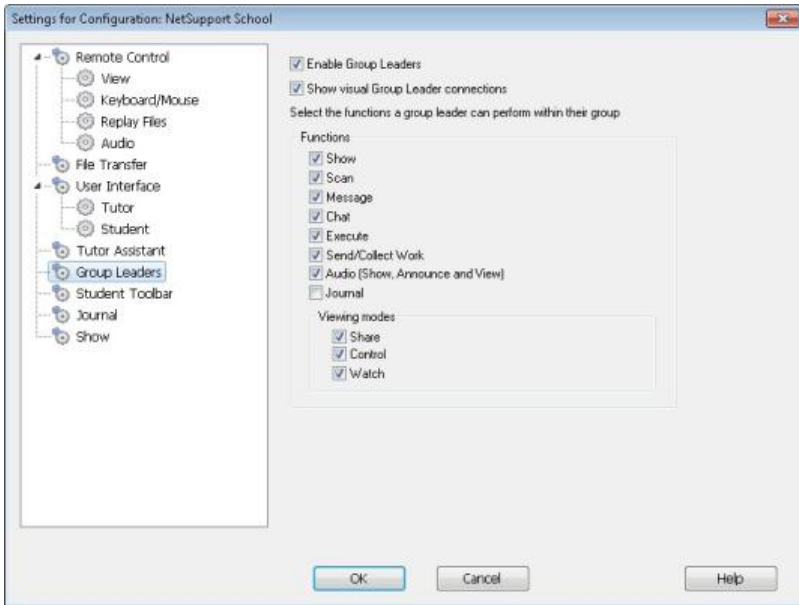 Settings for Configuration: NetSupport School
Remote Control
View
Keyboard/Mouse
Replay Files
Audio
File Transfer
User Interface
Tutor
Student
Tutor Assistant
Group Leaders
Student Toolbar
Journal
Show
Enable Group Leaders
Show visual Group Leader connections
Select the functions a group leader can perform within their group
Functions
Show
Scan
Message
Chat
Execute
Send/Collect Work
Audio (Show, Announce and View)
Journal
Viewing modes
Share
Control
Watch
OK
Cancel
Help